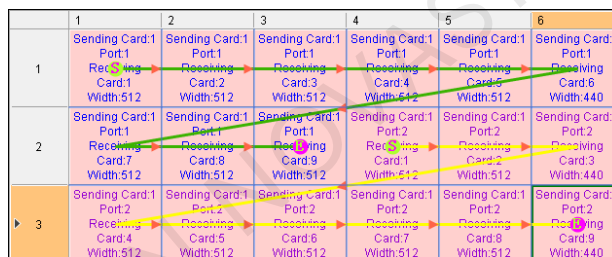 1 2 3 4 5 6
Sending Card:1 Sending Card:1 Sending Card:1 Sending Card:1 Sending Card:1 Sending Card:1
Port:1 Port:1 Port:1 Port:1 Port:1 Port:1
1 Receiving Receiving Receiving Receiving Receiving Receiving
Card:1 Card:2 Card:3 Card:4 Card:5 Card:6
Width:512 Width:512 Width:512 Width:512 Width:512 Width:440
Sending Card:1 Sending Card:1 Sending Card:1 Sending Card:1 Sending Card:1 Sending Card:1
Port:1 Port:1 Port:1 Port:2 Port:2 Port:2
2 Receiving Receiving Receiving Receiving Receiving Receiving
Card:7 Card:8 Card:9 Card:1 Card:2 Card:3
Width:512 Width:512 Width:512 Width:512 Width:512 Width:440
Sending Card:1 Sending Card:1 Sending Card:1 Sending Card:1 Sending Card:1 Sending Card:1
Port:2 Port:2 Port:2 Port:2 Port:2 Port:2
3 Receiving Receiving Receiving Receiving Receiving Receiving
Card:4 Card:5 Card:6 Card:7 Card:8 Card:9
Width:512 Width:512 Width:512 Width:512 Width:512 Width:440
S
E
S
E